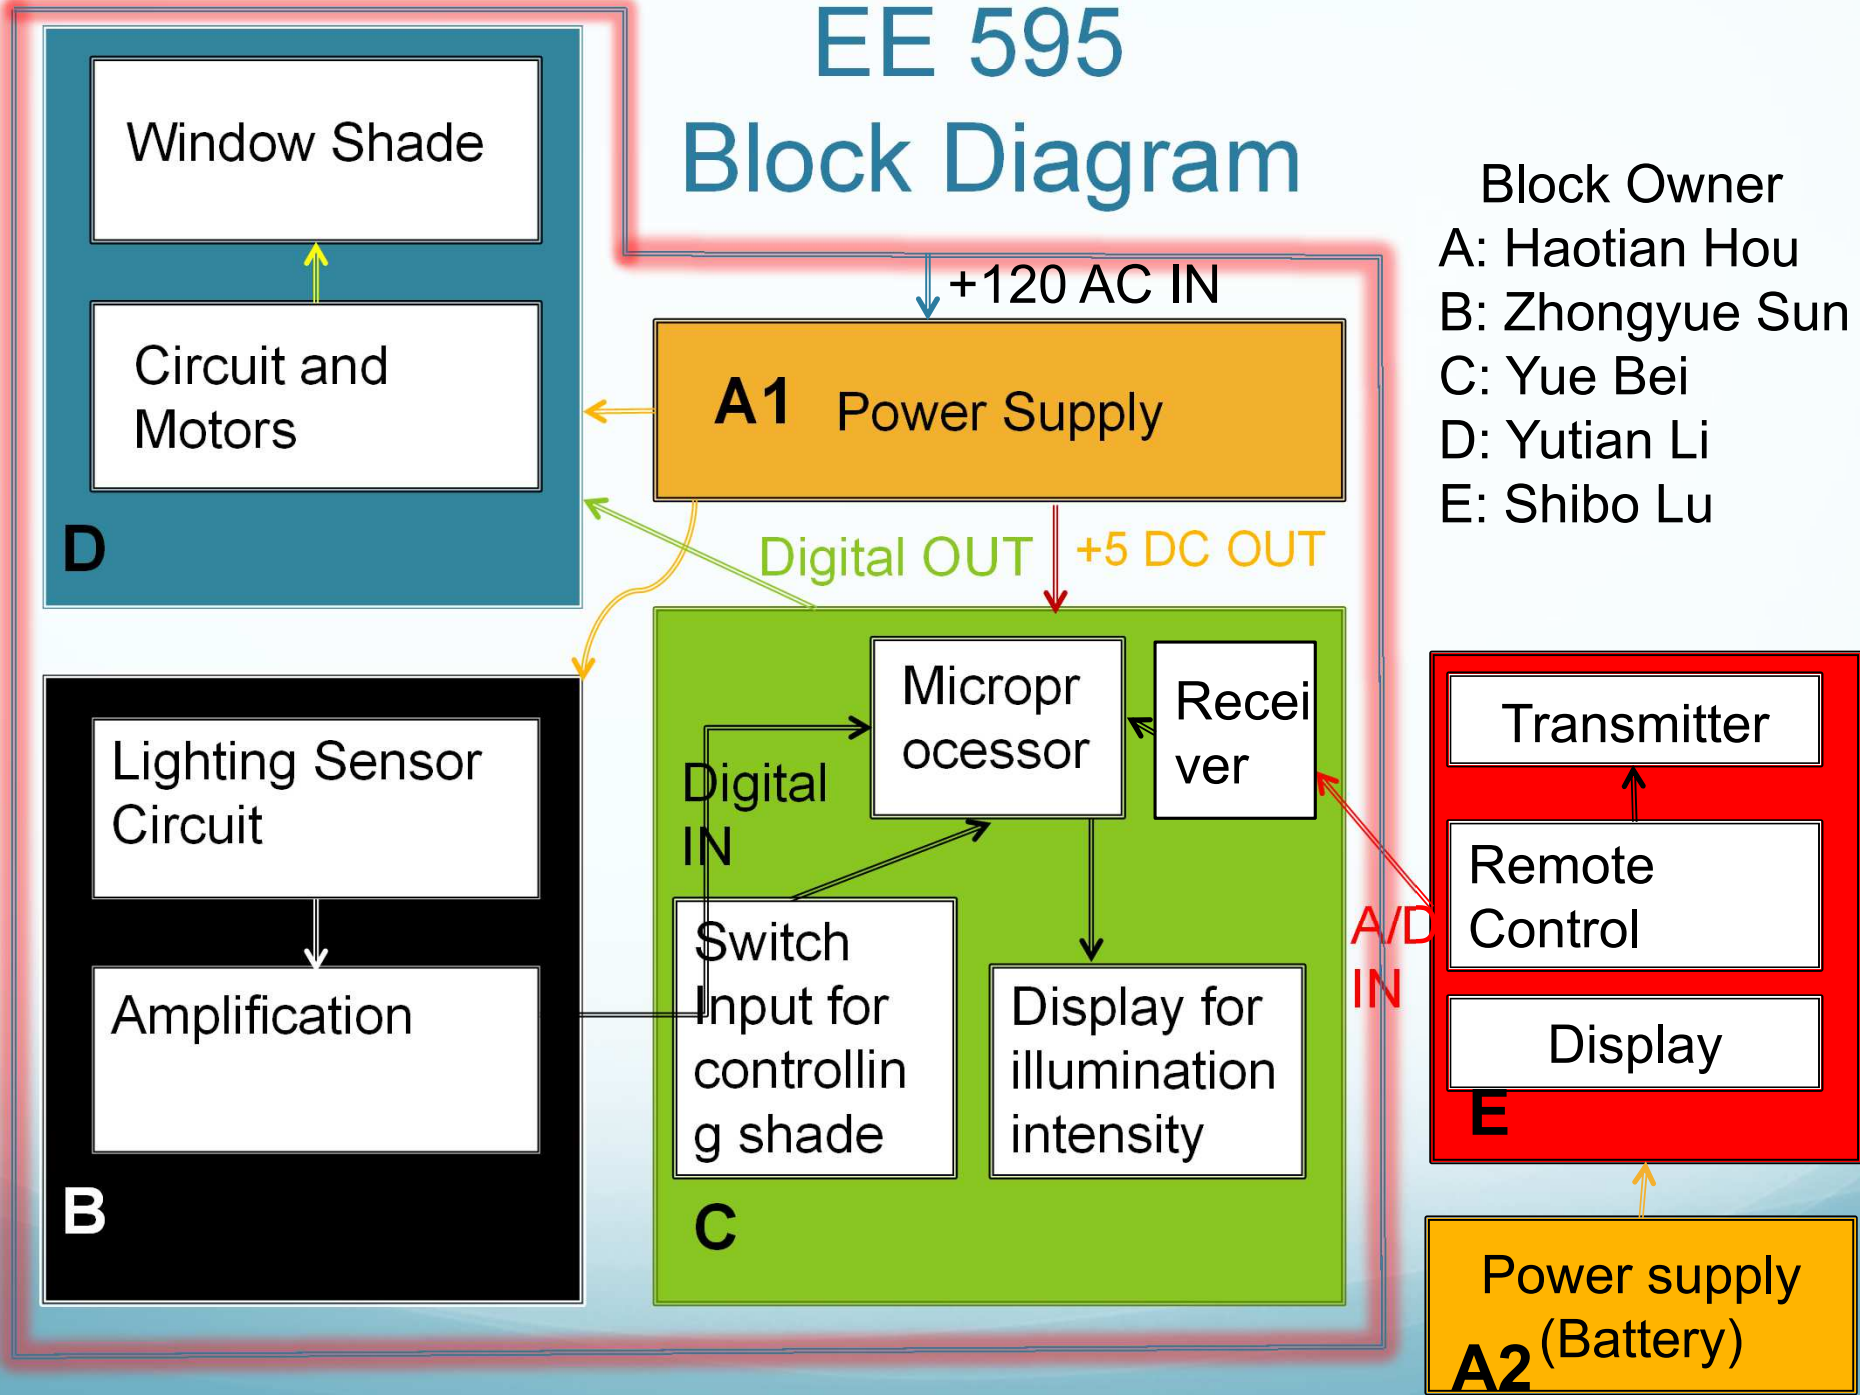 EE 595
Block Diagram
Window Shade
Circuit and
Motors
D
+120 AC IN
A1 Power Supply
Digital OUT
+5 DC OUT
Block Owner
A: Haotian Hou
B: Zhongyue Sun
C: Yue Bei
D: Yutian Li
E: Shibo Lu
Lighting Sensor
Circuit
Amplification
B
Digital
IN
Micropr
ocessor
Recei
ver
Switch
Input for
controllin
g shade
Display for
illumination
intensity
C
A/D
IN
Transmitter
Remote
Control
Display
E
Power supply
(Battery)
A2